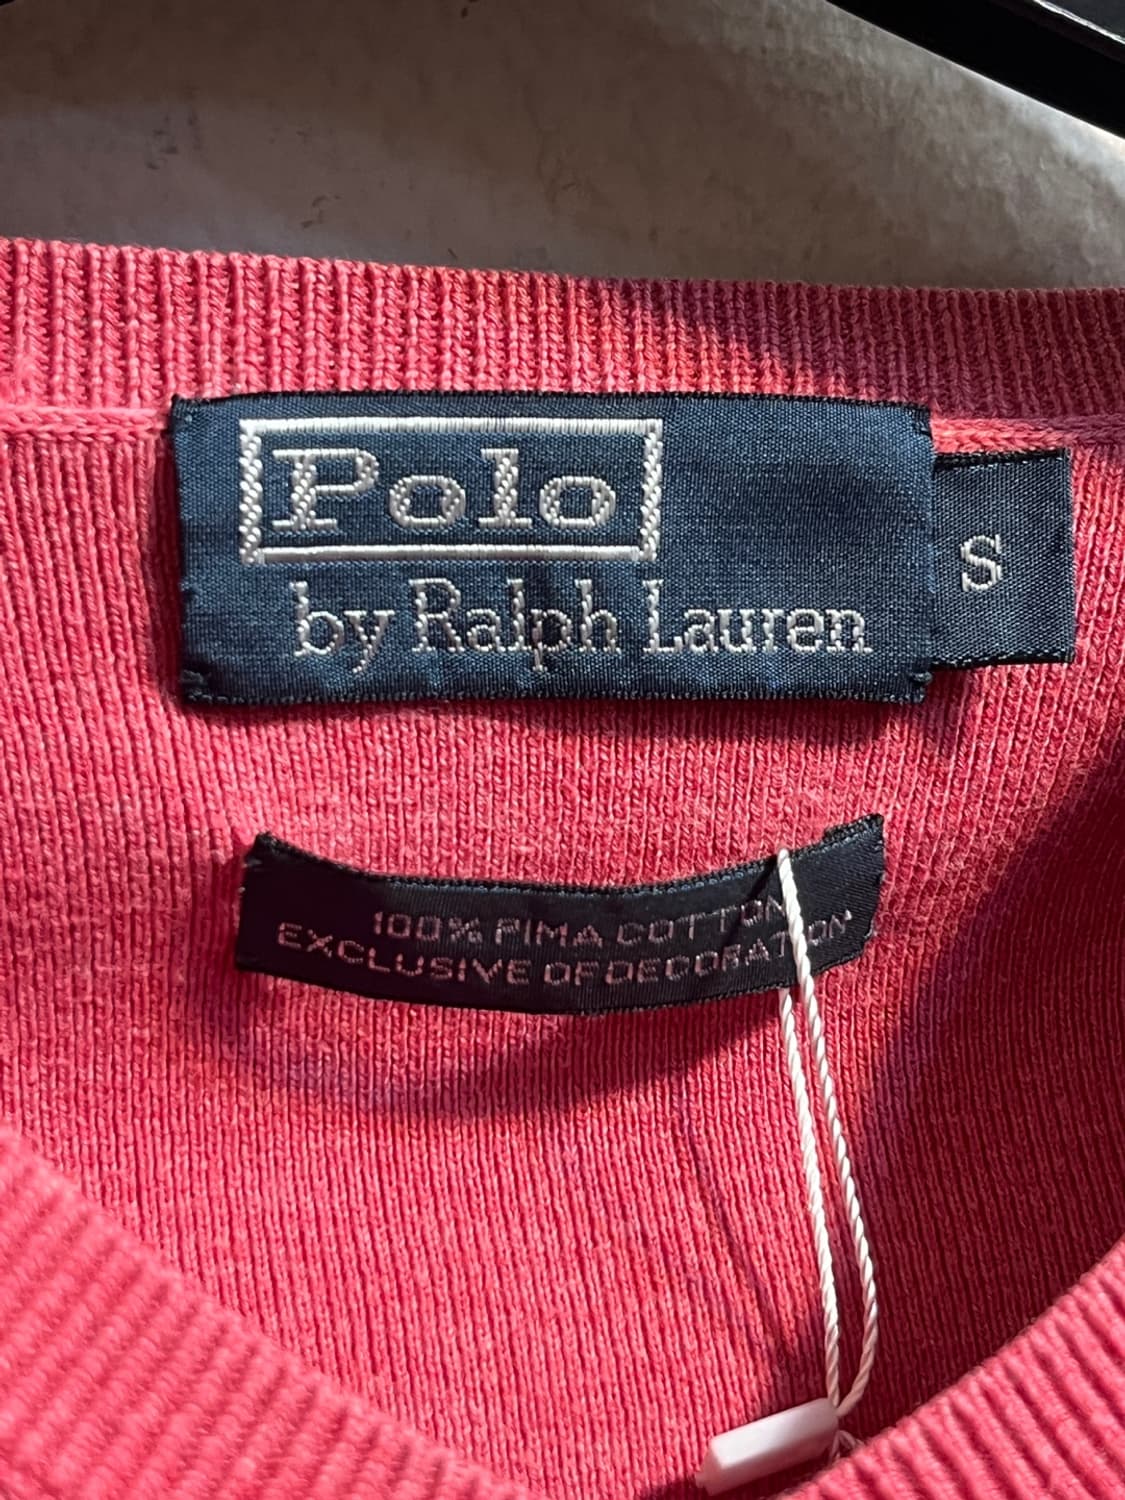 Polo
by Ralph Lauren
S
100% PIMA COTTON
EXCLUSIVE OF DECORATION